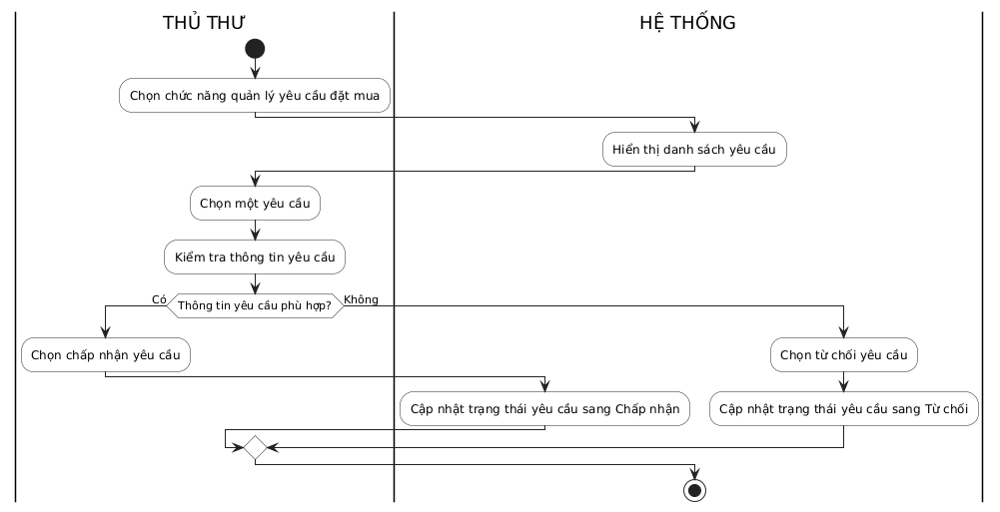 THỦ THƯ
HỆ THỐNG
Chọn chức năng quản lý yêu cầu đặt mua
Hiển thị danh sách yêu cầu
Chọn một yêu cầu
Kiểm tra thông tin yêu cầu
Có
Thông tin yêu cầu phù hợp?
Không
Chọn chấp nhận yêu cầu
Chọn từ chối yêu cầu
Cập nhật trạng thái yêu cầu sang Chấp nhận
Cập nhật trạng thái yêu cầu sang Từ chối